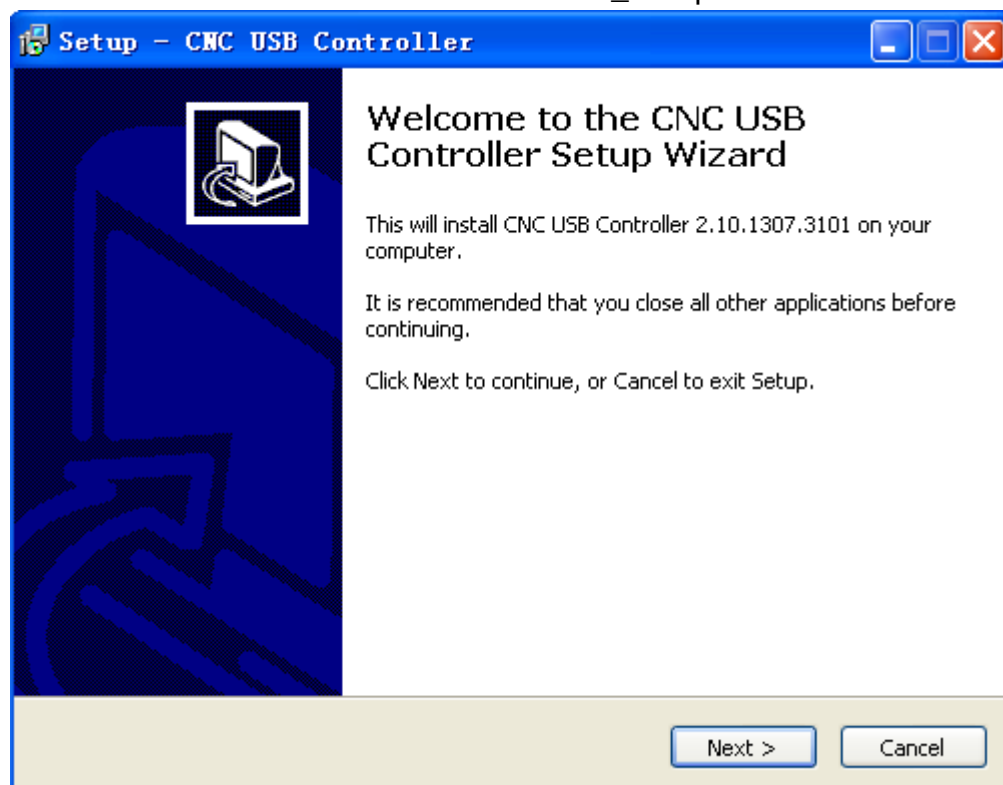 Setup - CNC USB Controller
Welcome to the CNC USB
Controller Setup Wizard
This will install CNC USB Controller 2.10.1307.3101 on your
computer.
It is recommended that you close all other applications before
continuing.
Click Next to continue, or Cancel to exit Setup.
Next >
Cancel